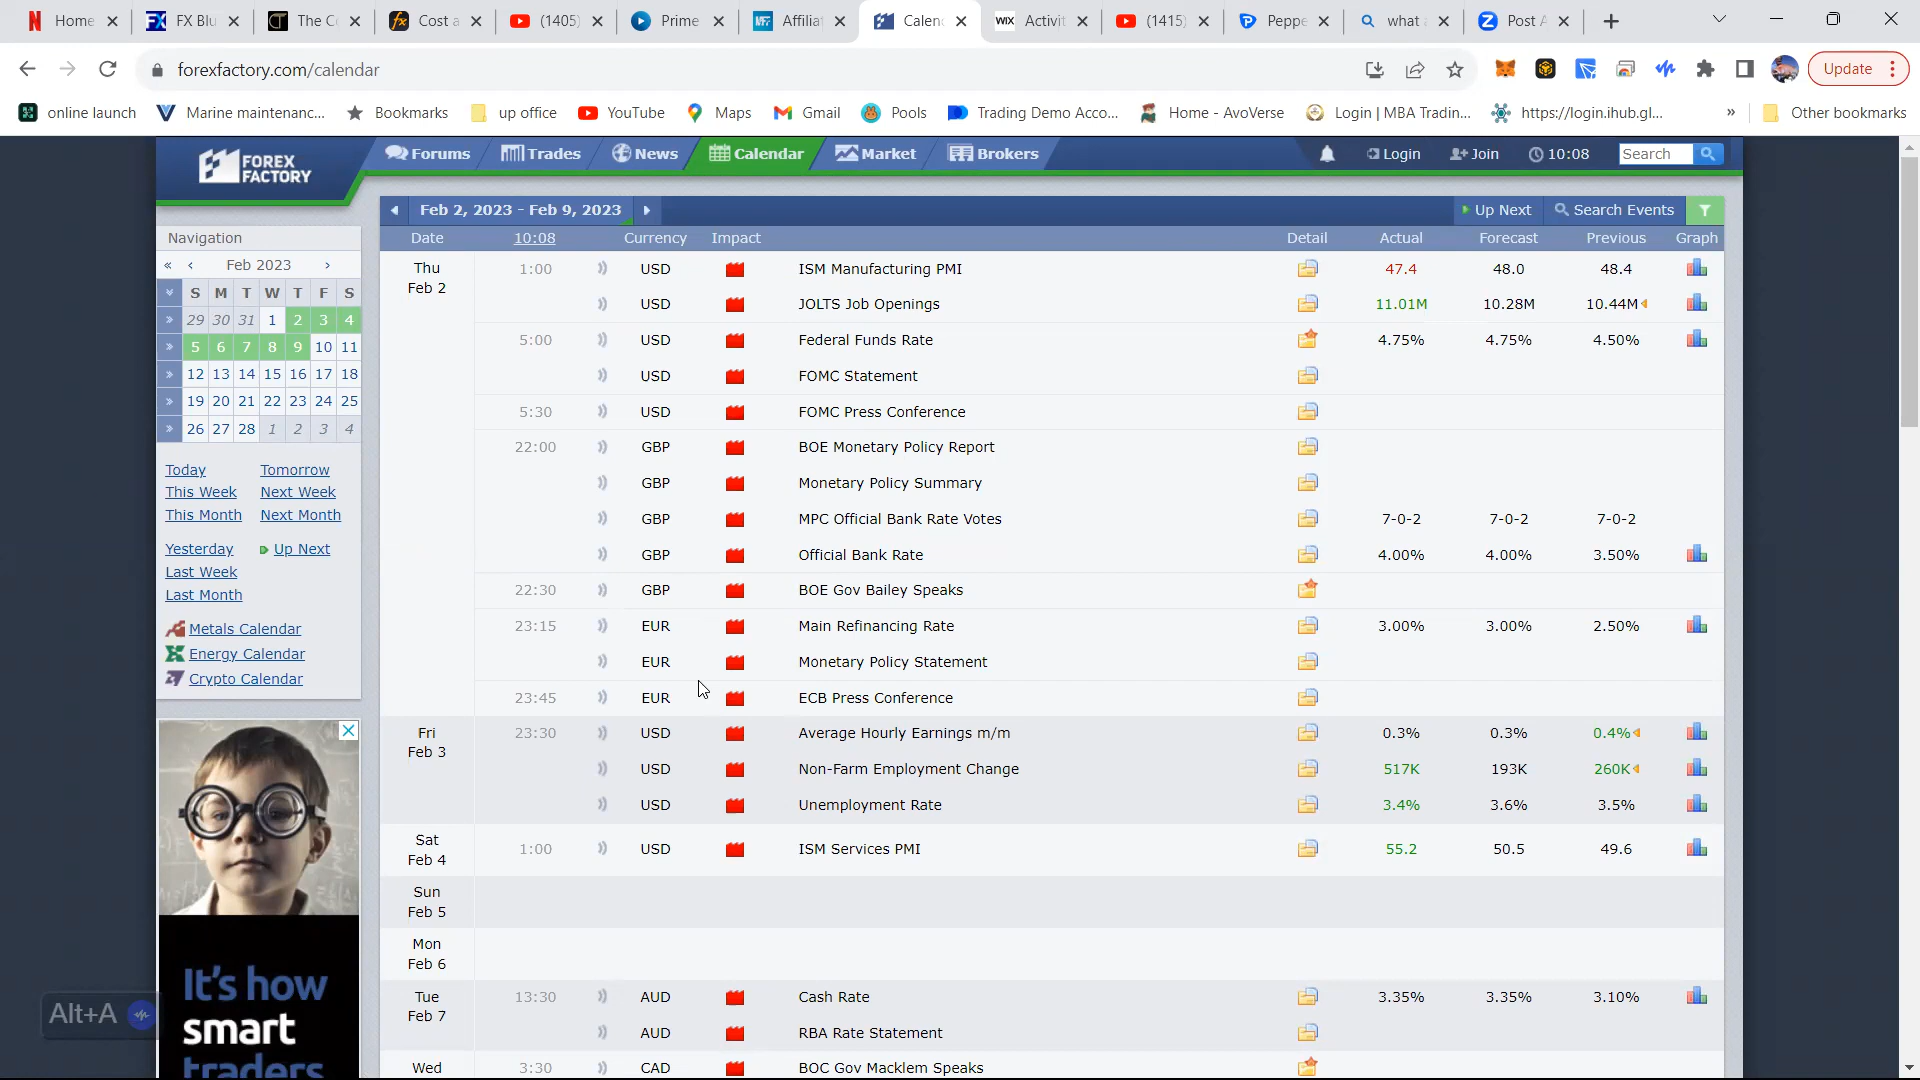 Home
FX Blu
The C
Cost a
(1405)
Prime
Affiliat
Calen
WIX Activit
(1415)
Peppe
what
Post A
forexfactory.com/calendar
Update
online launch
Marine maintenanc...
Bookmarks
up office
YouTube
Maps
Gmail
Pools
Trading Demo Acco...
Home - AvoVerse
Login | MBA Tradin...
https://login.ihub.gl...
»
Other bookmarks
FOREX
FACTORY
Forums
Trades
News
Calendar
Market
Brokers
Login
Join
10:08
Search
Navigation
« ‹ Feb 2023 ›
S M T W T F S
» 29 30 31 1 2 3 4
» 5 6 7 8 9 10 11
» 12 13 14 15 16 17 18
» 19 20 21 22 23 24 25
» 26 27 28 1 2 3 4
Today Tomorrow
This Week Next Week
This Month Next Month
Yesterday Up Next
Last Week
Last Month
Metals Calendar
Energy Calendar
Crypto Calendar
It's how
smart
traders
Alt+A
Feb 2, 2023 - Feb 9, 2023 Up Next Search Events
Date 10:08 Currency Impact Detail Actual Forecast Previous Graph
Thu
Feb 2
1:00 USD ISM Manufacturing PMI 47.4 48.0 48.4
USD JOLTS Job Openings 11.01M 10.28M 10.44M
5:00 USD Federal Funds Rate 4.75% 4.75% 4.50%
USD FOMC Statement
5:30 USD FOMC Press Conference
22:00 GBP BOE Monetary Policy Report
GBP Monetary Policy Summary
GBP MPC Official Bank Rate Votes 7-0-2 7-0-2 7-0-2
GBP Official Bank Rate 4.00% 4.00% 3.50%
22:30 GBP BOE Gov Bailey Speaks
23:15 EUR Main Refinancing Rate 3.00% 3.00% 2.50%
EUR Monetary Policy Statement
23:45 EUR ECB Press Conference
Fri
Feb 3
23:30 USD Average Hourly Earnings m/m 0.3% 0.3% 0.4%
USD Non-Farm Employment Change 517K 193K 260K
USD Unemployment Rate 3.4% 3.6% 3.5%
Sat
Feb 4
1:00 USD ISM Services PMI 55.2 50.5 49.6
Sun
Feb 5
Mon
Feb 6
Tue
Feb 7
13:30 AUD Cash Rate 3.35% 3.35% 3.10%
AUD RBA Rate Statement
Wed 3:30 CAD BOC Gov Macklem Speaks